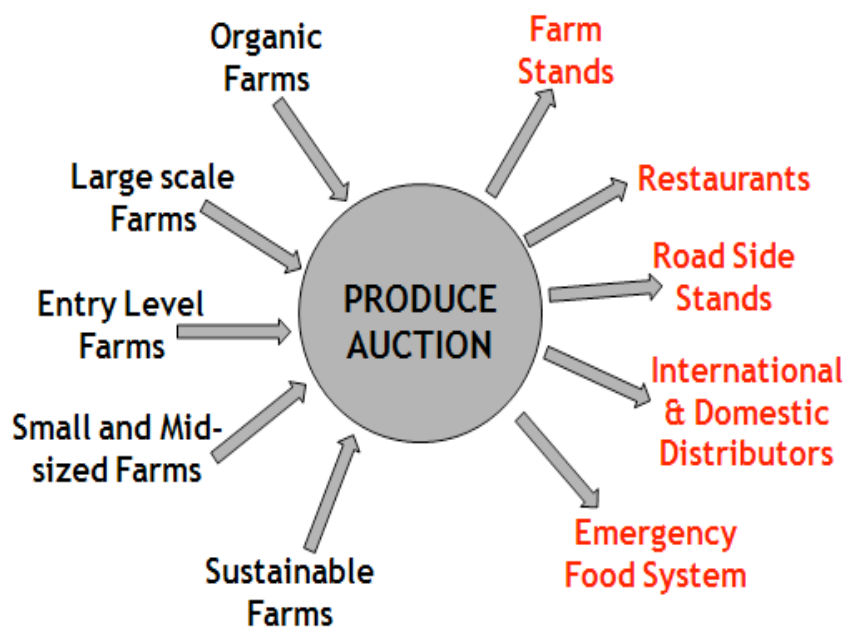 Organic
Farms
Large scale
Farms
Entry Level
Farms
Small and Mid-
sized Farms
Sustainable
Farms
PRODUCE
AUCTION
Farm
Stands
Restaurants
Road Side
Stands
International
& Domestic
Distributors
Emergency
Food System